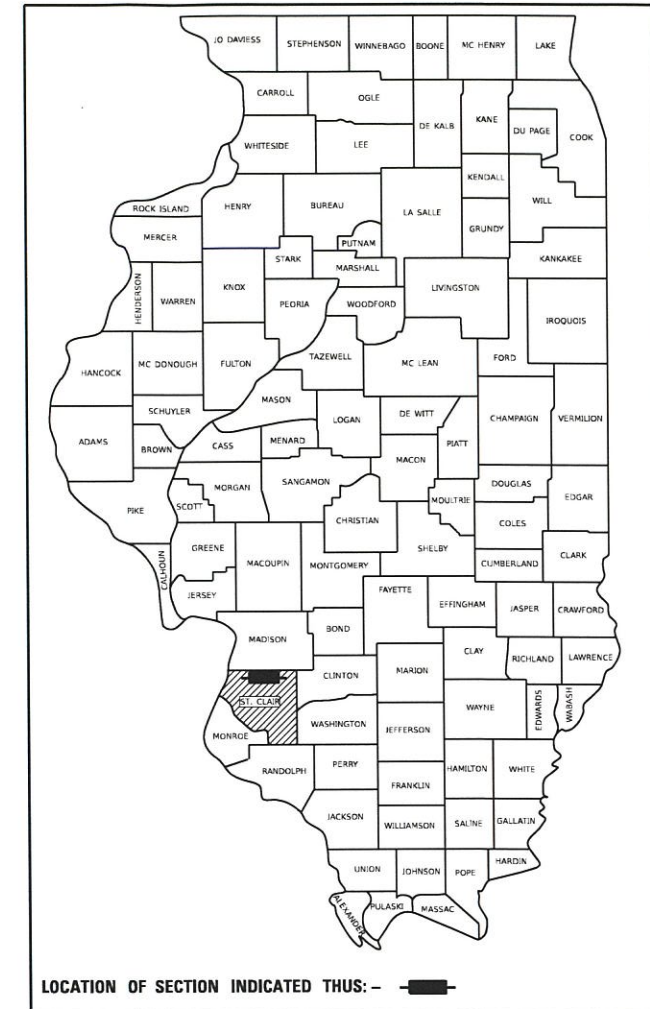 JO DAVIESS
STEPHENSON
WINNEBAGO
BOONE
MC HENRY
LAKE
CARROLL
OGLE
DE KALB
KANE
DU PAGE
COOK
WHITESIDE
LEE
KENDALL
WILL
ROCK ISLAND
HENRY
BUREAU
LA SALLE
GRUNDY
MERCER
PUTNAM
STARK
MARSHALL
KANKAKEE
HENDERSON
WARREN
KNOX
PEORIA
WOODFORD
LIVINGSTON
IROQUOIS
HANCOCK
MC DONOUGH
FULTON
TAZEWELL
MC LEAN
FORD
SCHUYLER
MASON
LOGAN
DE WITT
CHAMPAIGN
VERMILION
ADAMS
BROWN
CASS
MENARD
PIATT
MACON
PIKE
SCOTT
MORGAN
SANGAMON
MOULTRIE
DOUGLAS
EDGAR
CHRISTIAN
COLES
CALHOUN
GREENE
MACOUPIN
MONTGOMERY
SHELBY
CUMBERLAND
CLARK
JERSEY
FAYETTE
EFFINGHAM
JASPER
CRAWFORD
MADISON
BOND
CLAY
RICHLAND
LAWRENCE
ST. CLAIR
CLINTON
MARION
WAYNE
EDWARDS
WABASH
MONROE
WASHINGTON
JEFFERSON
RANDOLPH
PERRY
FRANKLIN
HAMILTON
WHITE
JACKSON
WILLIAMSON
SALINE
GALLATIN
UNION
JOHNSON
POPE
HARDIN
ALEXANDER
PULASKI
MASSAC
LOCATION OF SECTION INDICATED THUS: –